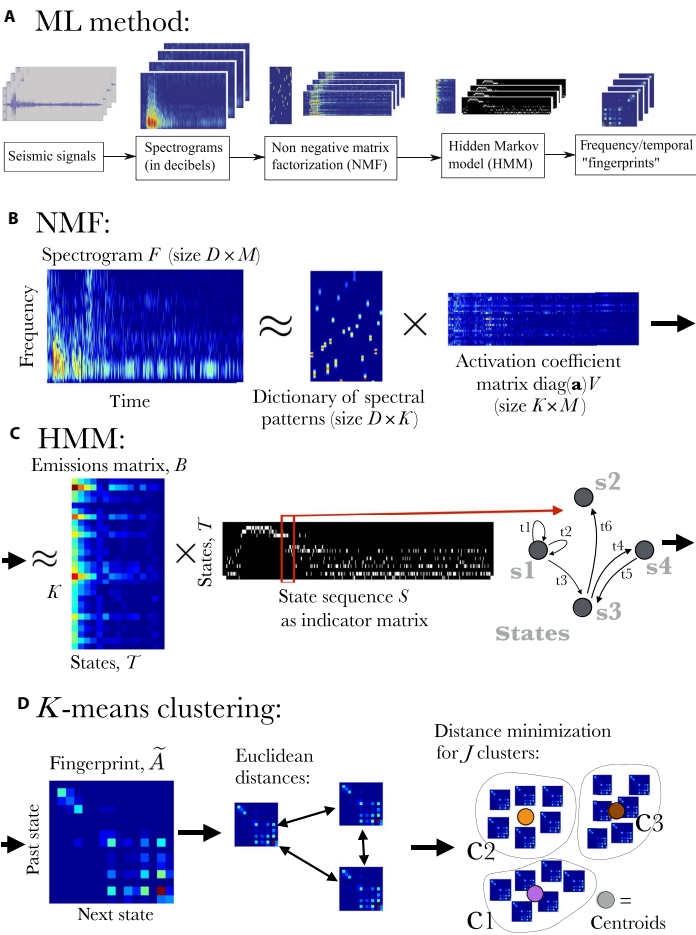 A ML method:
Seismic signals
Spectrograms
(in decibels)
Non negative matrix
factorization (NMF)
Hidden Markov
model (HMM)
Frequency/temporal
"fingerprints"
B NMF:
Spectrogram F (size D × M)
Frequency
Time
≈
×
Dictionary of spectral
patterns (size D × K)
Activation coefficient
matrix diag(a)V
(size K × M)
C HMM:
Emissions matrix, B
≈
K
States, T
×
States, T
State sequence S
as indicator matrix
s2
t1
t2
t6
s1
t4
s4
t3
t5
s3
States
D K-means clustering:
Fingerprint, Ã
Past state
Next state
Euclidean
distances:
Distance minimization
for J clusters:
C2
C3
C1
=
Centroids